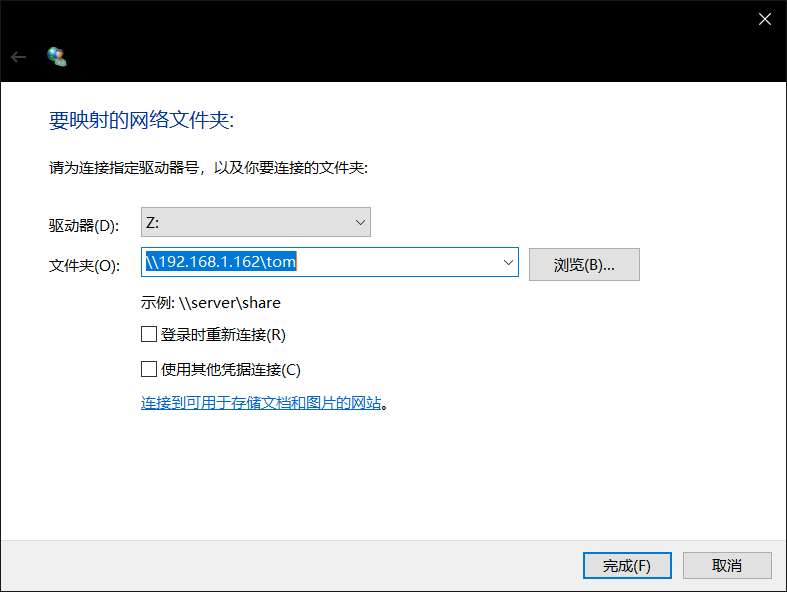 要映射的网络文件夹:
请为连接指定驱动器号，以及你要连接的文件夹:
驱动器(D): Z:
文件夹(O): \\192.168.1.162\tom 浏览(B)...
示例: \\server\share
登录时重新连接(R)
使用其他凭据连接(C)
连接到可用于存储文档和图片的网站。
完成(F) 取消